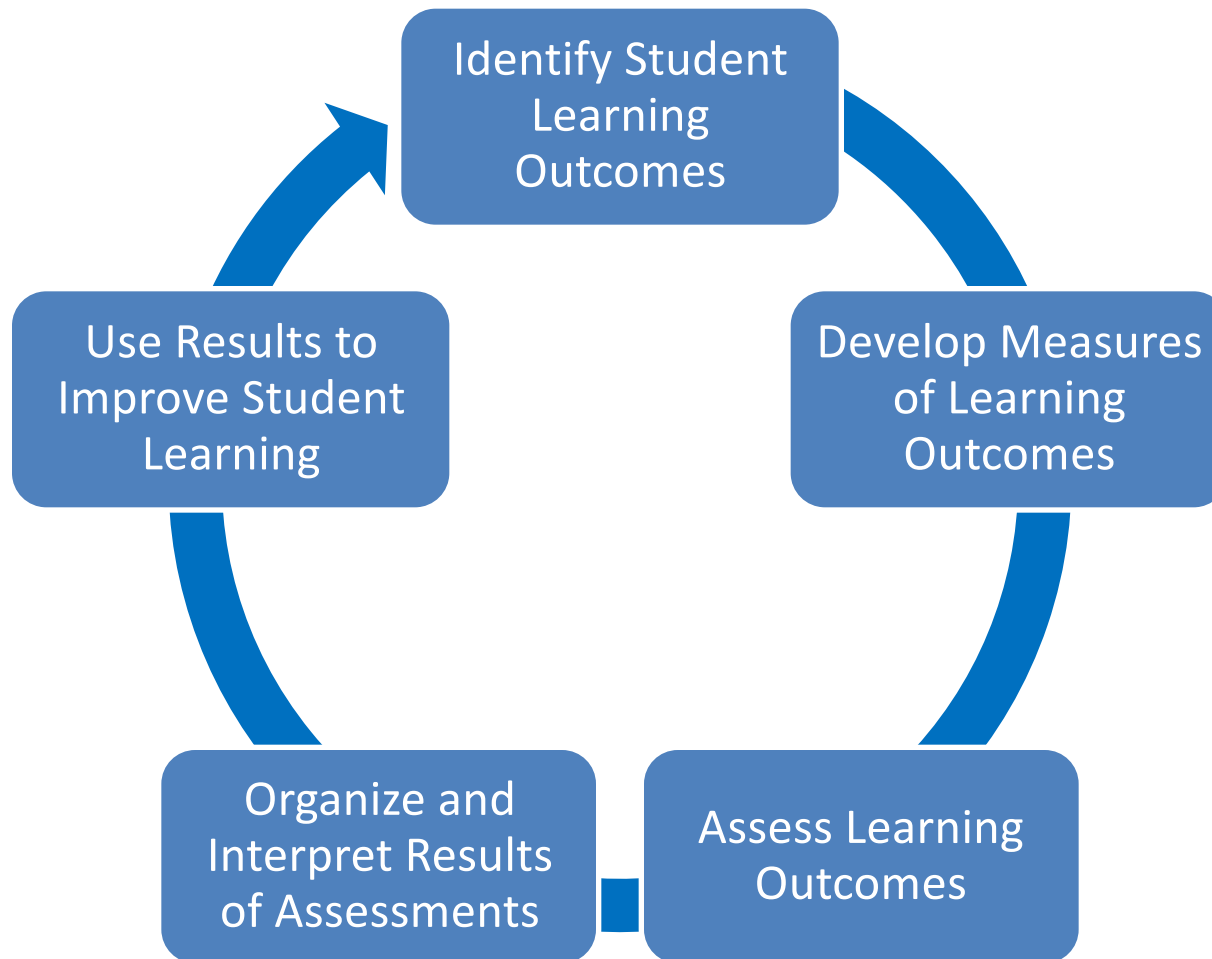 Identify Student
Learning
Outcomes
Develop Measures
of Learning
Outcomes
Assess Learning
Outcomes
Organize and
Interpret Results
of Assessments
Use Results to
Improve Student
Learning